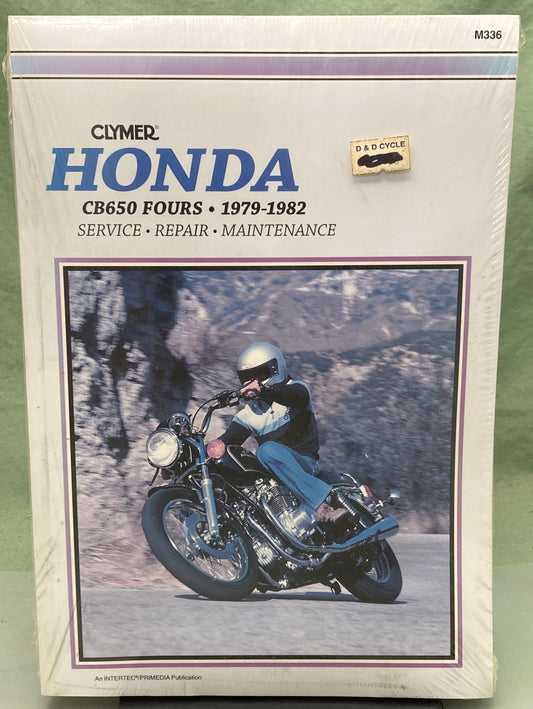 M336
CLYMER®
HONDA
D & D CYCLE
CB650 FOURS • 1979-1982
SERVICE • REPAIR • MAINTENANCE
An INTERTEC®/PRIMEDIA Publication